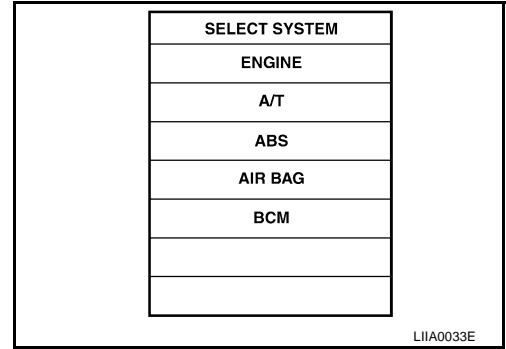 SELECT SYSTEM
ENGINE
A/T
ABS
AIR BAG
BCM
LIIA0033E